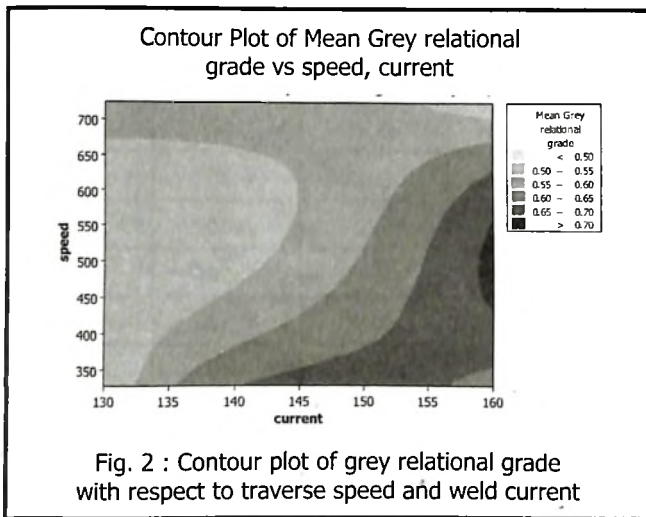 Contour Plot of Mean Grey relational
grade vs speed, current
Mean Grey
relational
grade
< 0.50
0.50 – 0.55
0.55 – 0.60
0.60 – 0.65
0.65 – 0.70
> 0.70
700
650
600
550
500
450
400
350
speed
130 135 140 145 150 155 160
current
Fig. 2 : Contour plot of grey relational grade
with respect to traverse speed and weld current